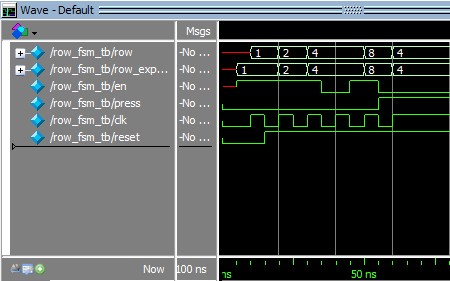 Wave - Default
Msgs
/row_fsm_tb/row -No ... 1 2 4 8 4
/row_fsm_tb/row_exp... -No ... 1 2 4 8 4
/row_fsm_tb/en -No ...
/row_fsm_tb/press -No ...
/row_fsm_tb/clk -No ...
/row_fsm_tb/reset -No ...
Now 100 ns ns 50 ns